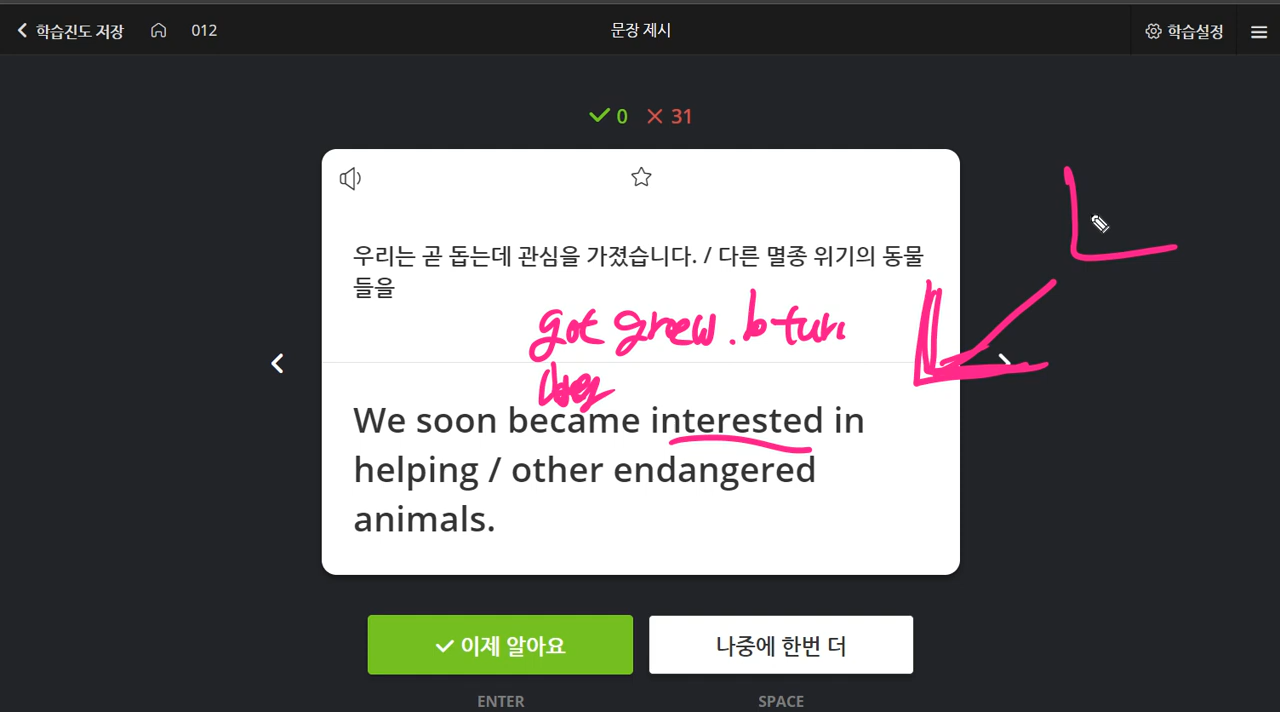 학습진도 저장 012 문장 제시 학습설정
0 31
우리는 곧 돕는데 관심을 가졌습니다. / 다른 멸종 위기의 동물
들을
got grew.
We soon became interested in
helping / other endangered
animals.
이제 알아요 나중에 한번 더
ENTER SPACE